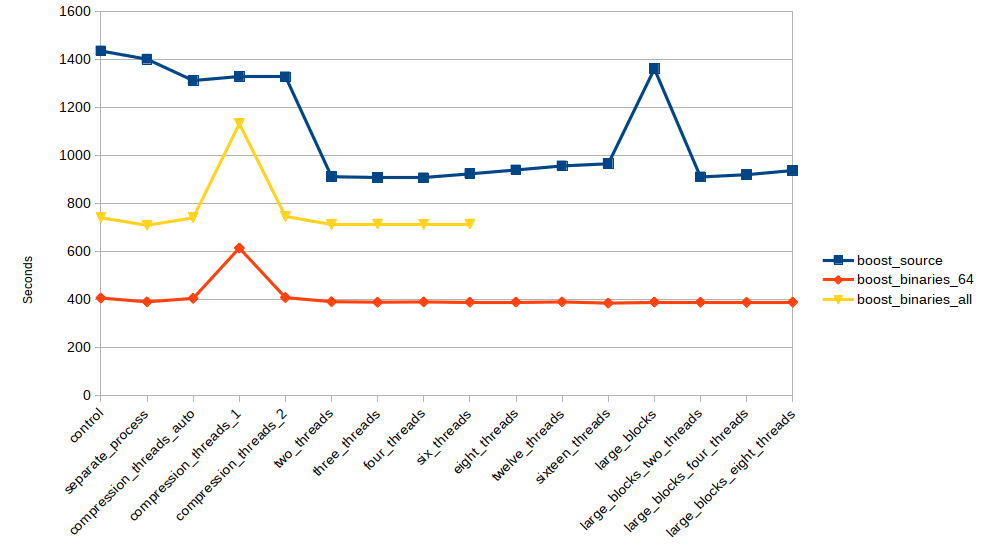 1600
1400
1200
1000
800
600
400
200
0
Seconds
control
separate_process
compression_threads_auto
compression_threads_1
compression_threads_2
two_threads
three_threads
four_threads
six_threads
eight_threads
twelve_threads
sixteen_threads
large_blocks
large_blocks_two_threads
large_blocks_four_threads
large_blocks_eight_threads
boost_source
boost_binaries_64
boost_binaries_all